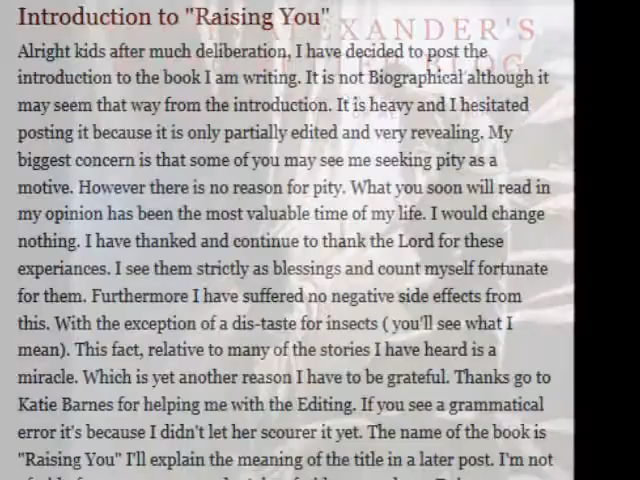 Introduction to "Raising You"
ALEXANDER'S
Alright kids after much deliberation, I have decided to post the
introduction to the book I am writing. It is not Biographical although it
may seem that way from the introduction. It is heavy and I hesitated
posting it because it is only partially edited and very revealing. My
biggest concern is that some of you may see me seeking pity as a
motive. However there is no reason for pity. What you soon will read in
my opinion has been the most valuable time of my life. I would change
nothing. I have thanked and continue to thank the Lord for these
experiances. I see them strictly as blessings and count myself fortunate
for them. Furthermore I have suffered no negative side effects from
this. With the exception of a dis-taste for insects ( you'll see what I
mean). This fact, relative to many of the stories I have heard is a
miracle. Which is yet another reason I have to be grateful. Thanks go to
Katie Barnes for helping me with the Editing. If you see a grammatical
error it's because I didn't let her scourer it yet. The name of the book is
"Raising You" I'll explain the meaning of the title in a later post. I'm not